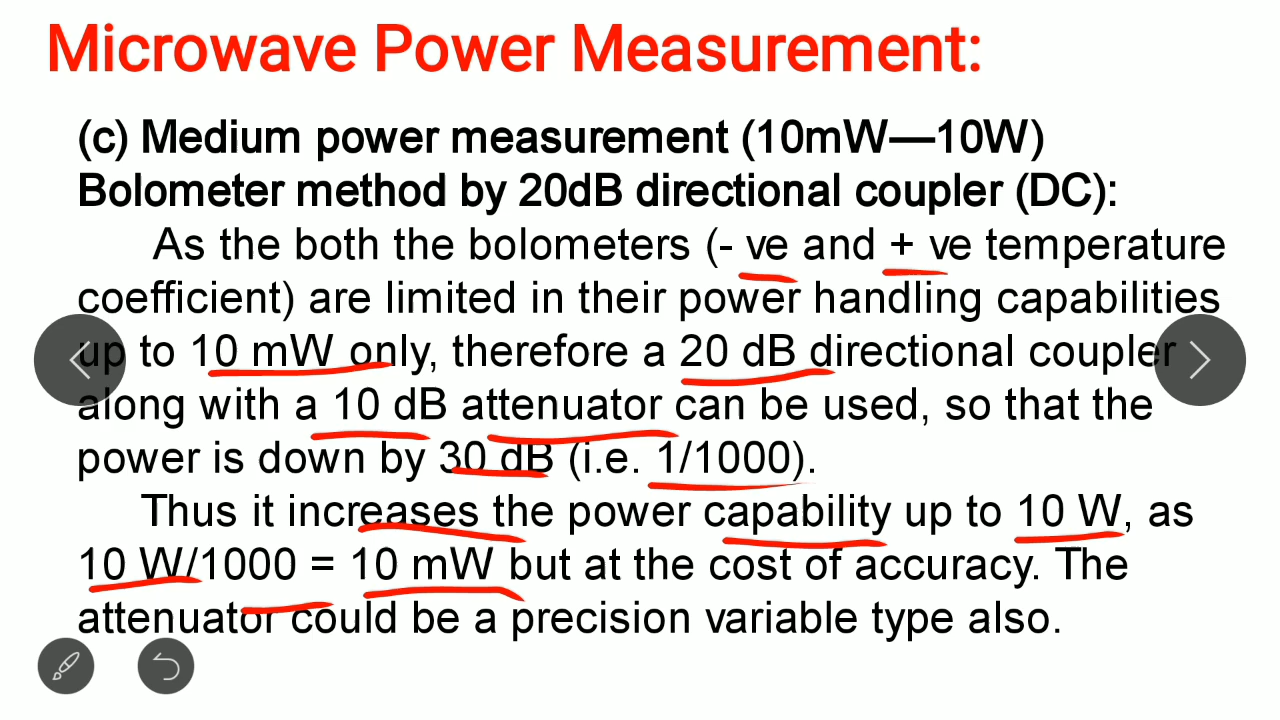 Microwave Power Measurement:
(c) Medium power measurement (10mW—10W)
Bolometer method by 20dB directional coupler (DC):
As the both the bolometers (- ve and + ve temperature
coefficient) are limited in their power handling capabilities
up to 10 mW only, therefore a 20 dB directional coupler
along with a 10 dB attenuator can be used, so that the
power is down by 30 dB (i.e. 1/1000).
Thus it increases the power capability up to 10 W, as
10 W/1000 = 10 mW but at the cost of accuracy. The
attenuator could be a precision variable type also.